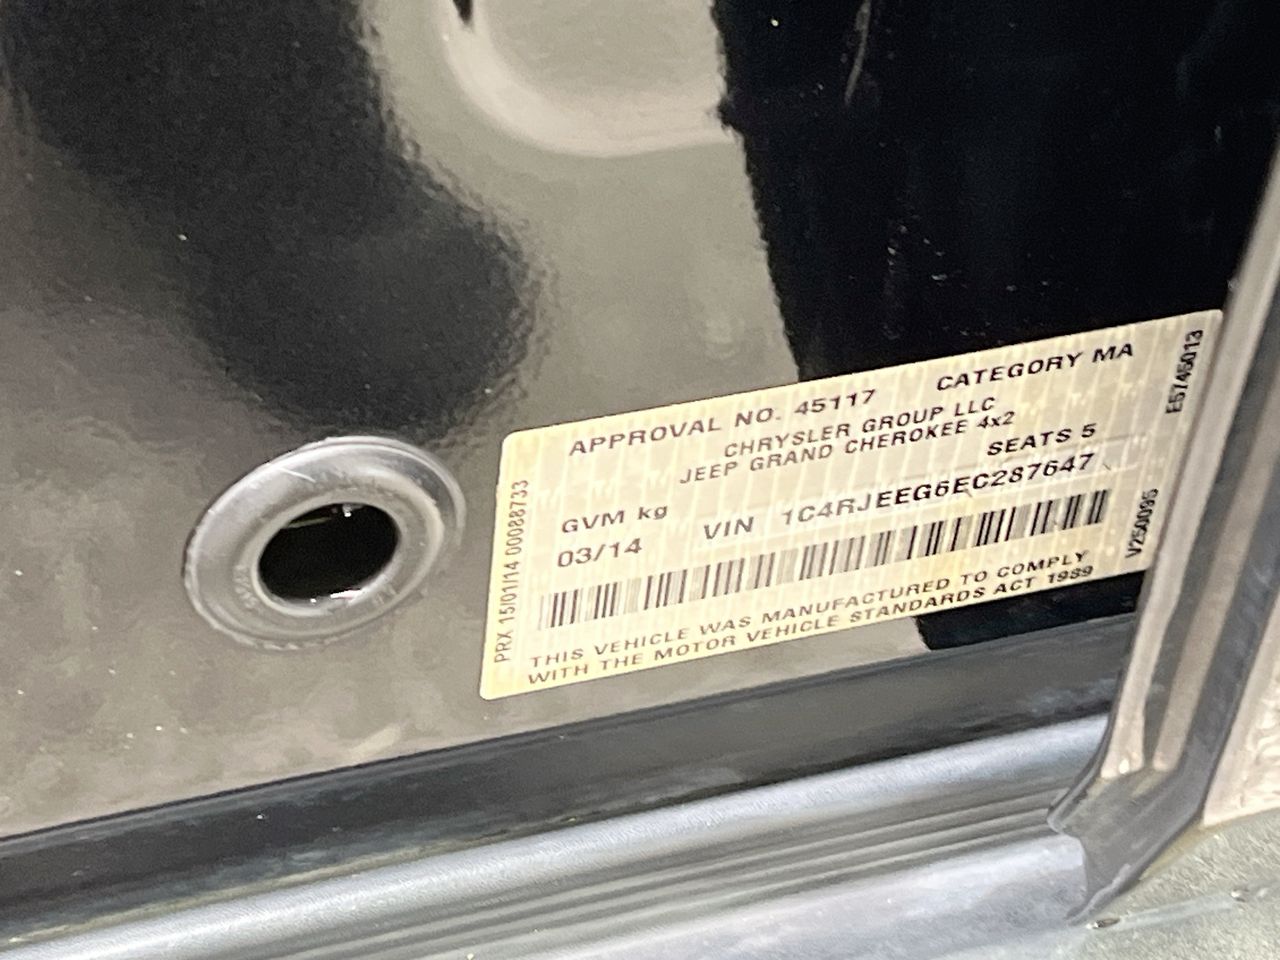 APPROVAL NO. 45117 CATEGORY MA
CHRYSLER GROUP LLC
JEEP GRAND CHEROKEE 4x2
SEATS 5
GVM kg
03/14 VIN 1C4RJEEG6EC287647
THIS VEHICLE WAS MANUFACTURED TO COMPLY
WITH THE MOTOR VEHICLE STANDARDS ACT 1989
PRX 15/01/14 00088733
E5745013
V250095